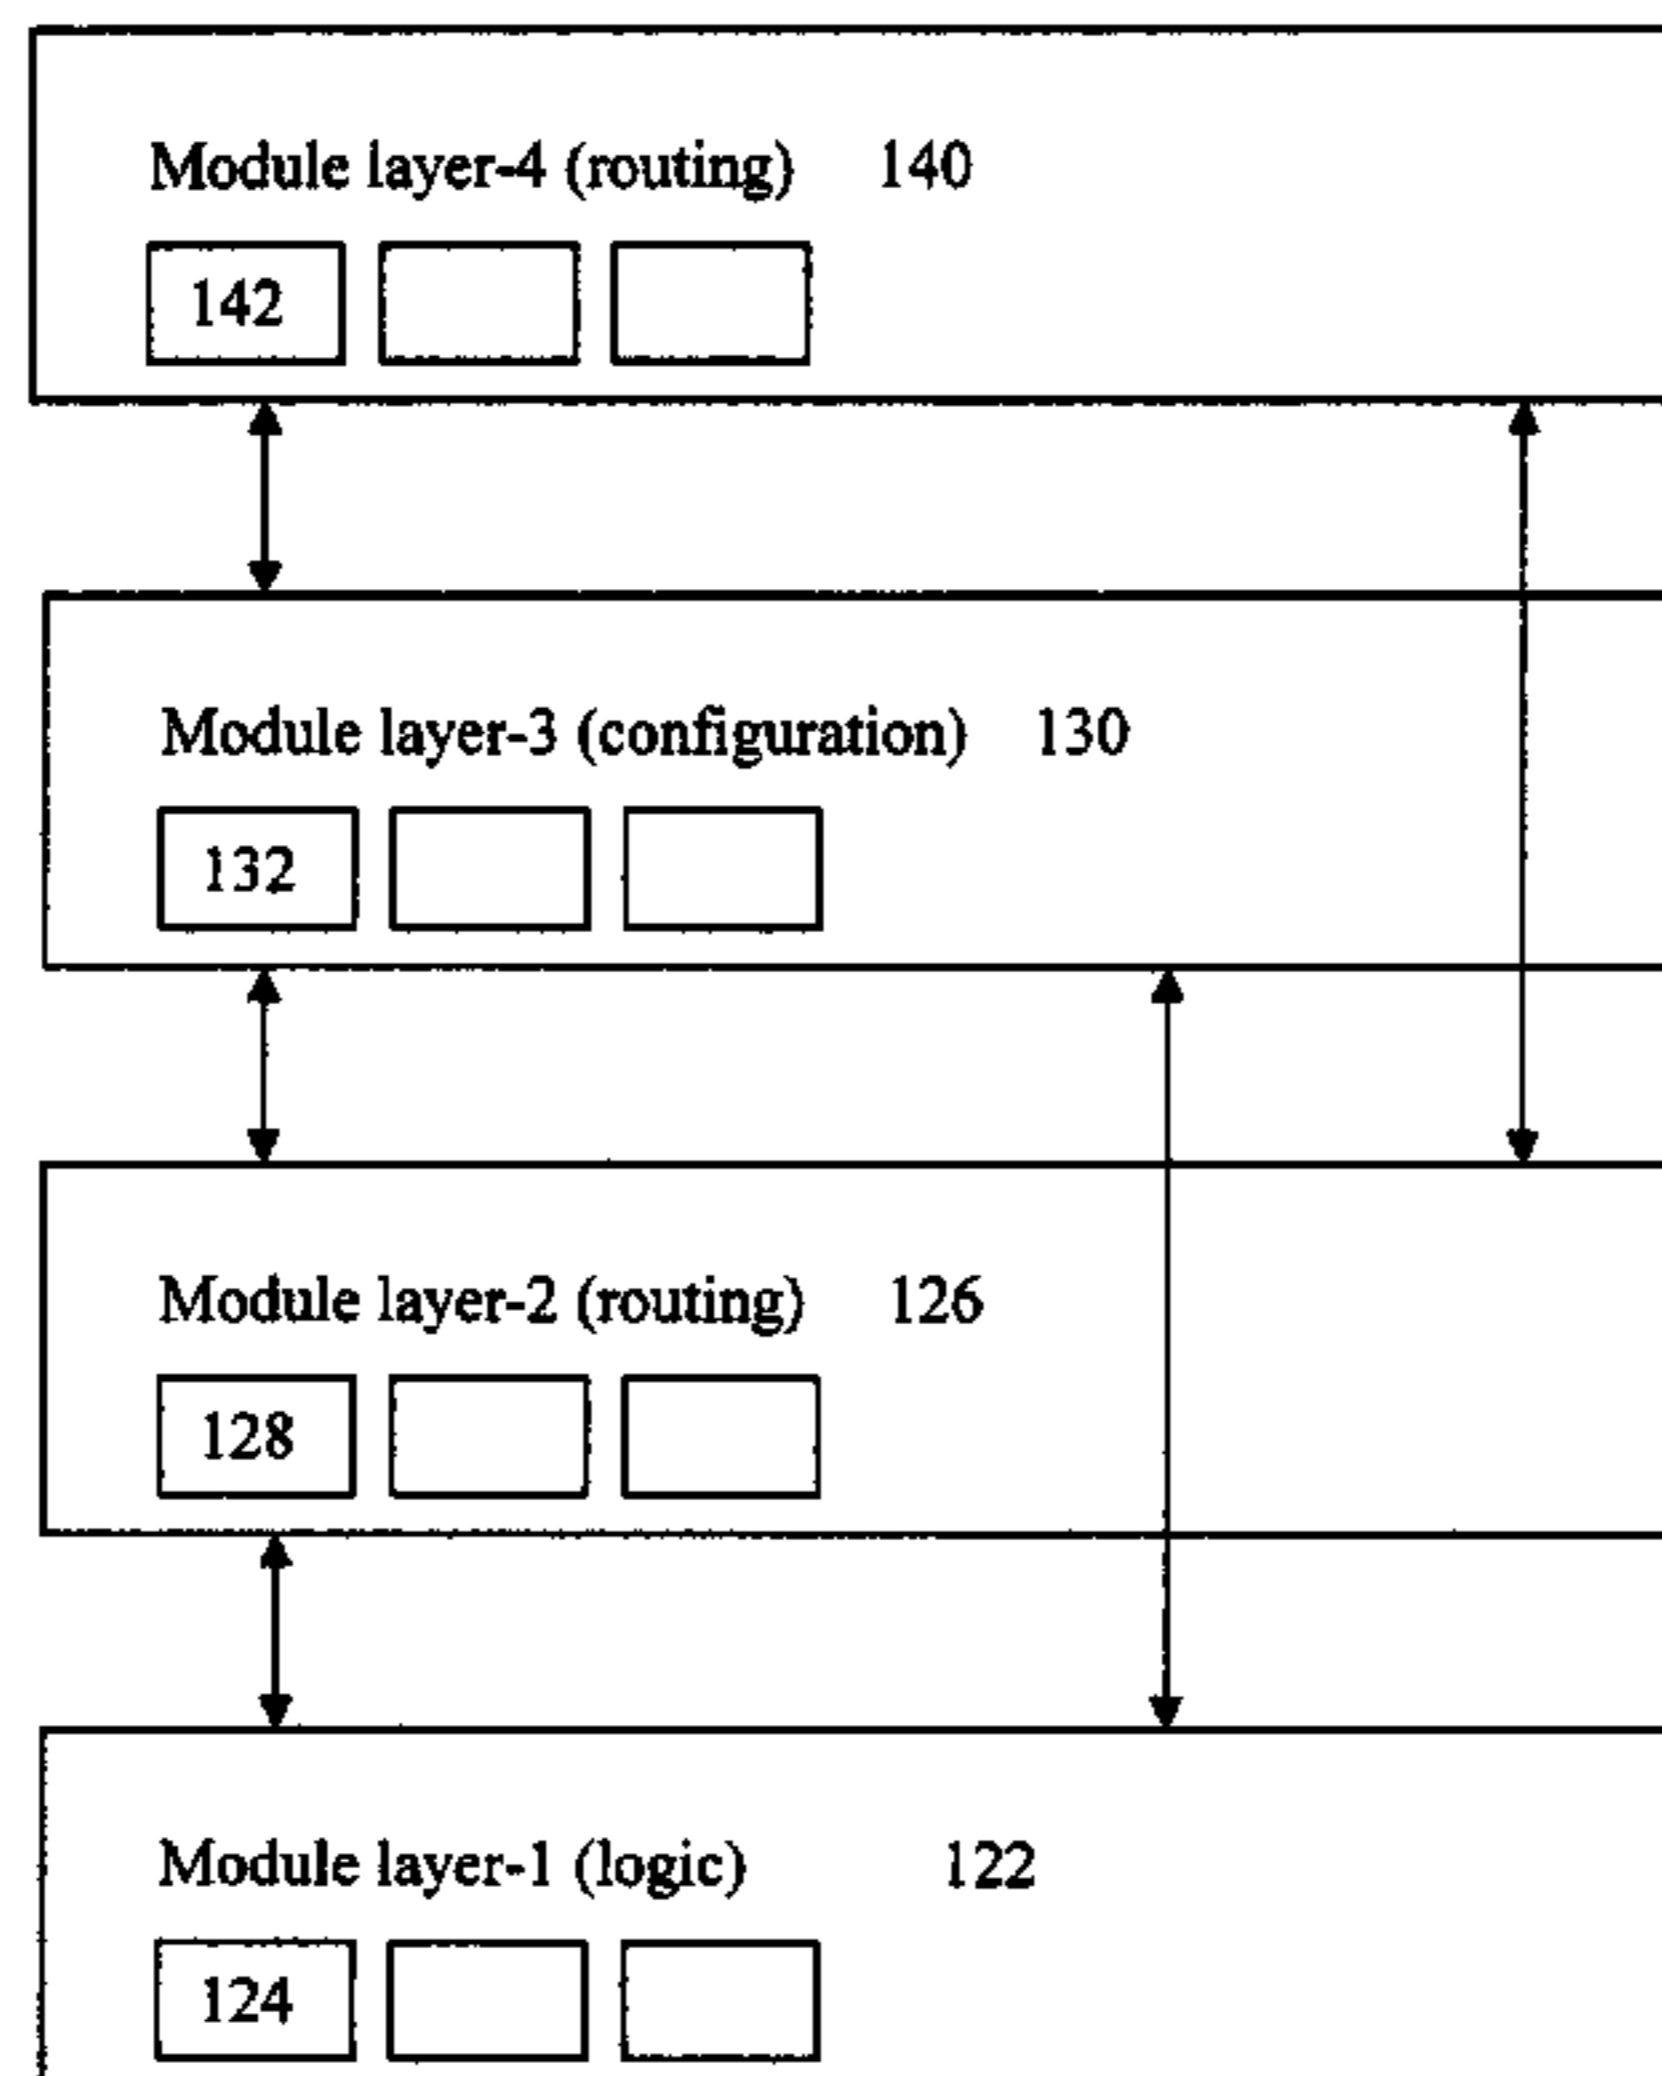 Module layer-4 (routing) 140
142
Module layer-3 (configuration) 130
132
Module layer-2 (routing) 126
128
Module layer-1 (logic) 122
124